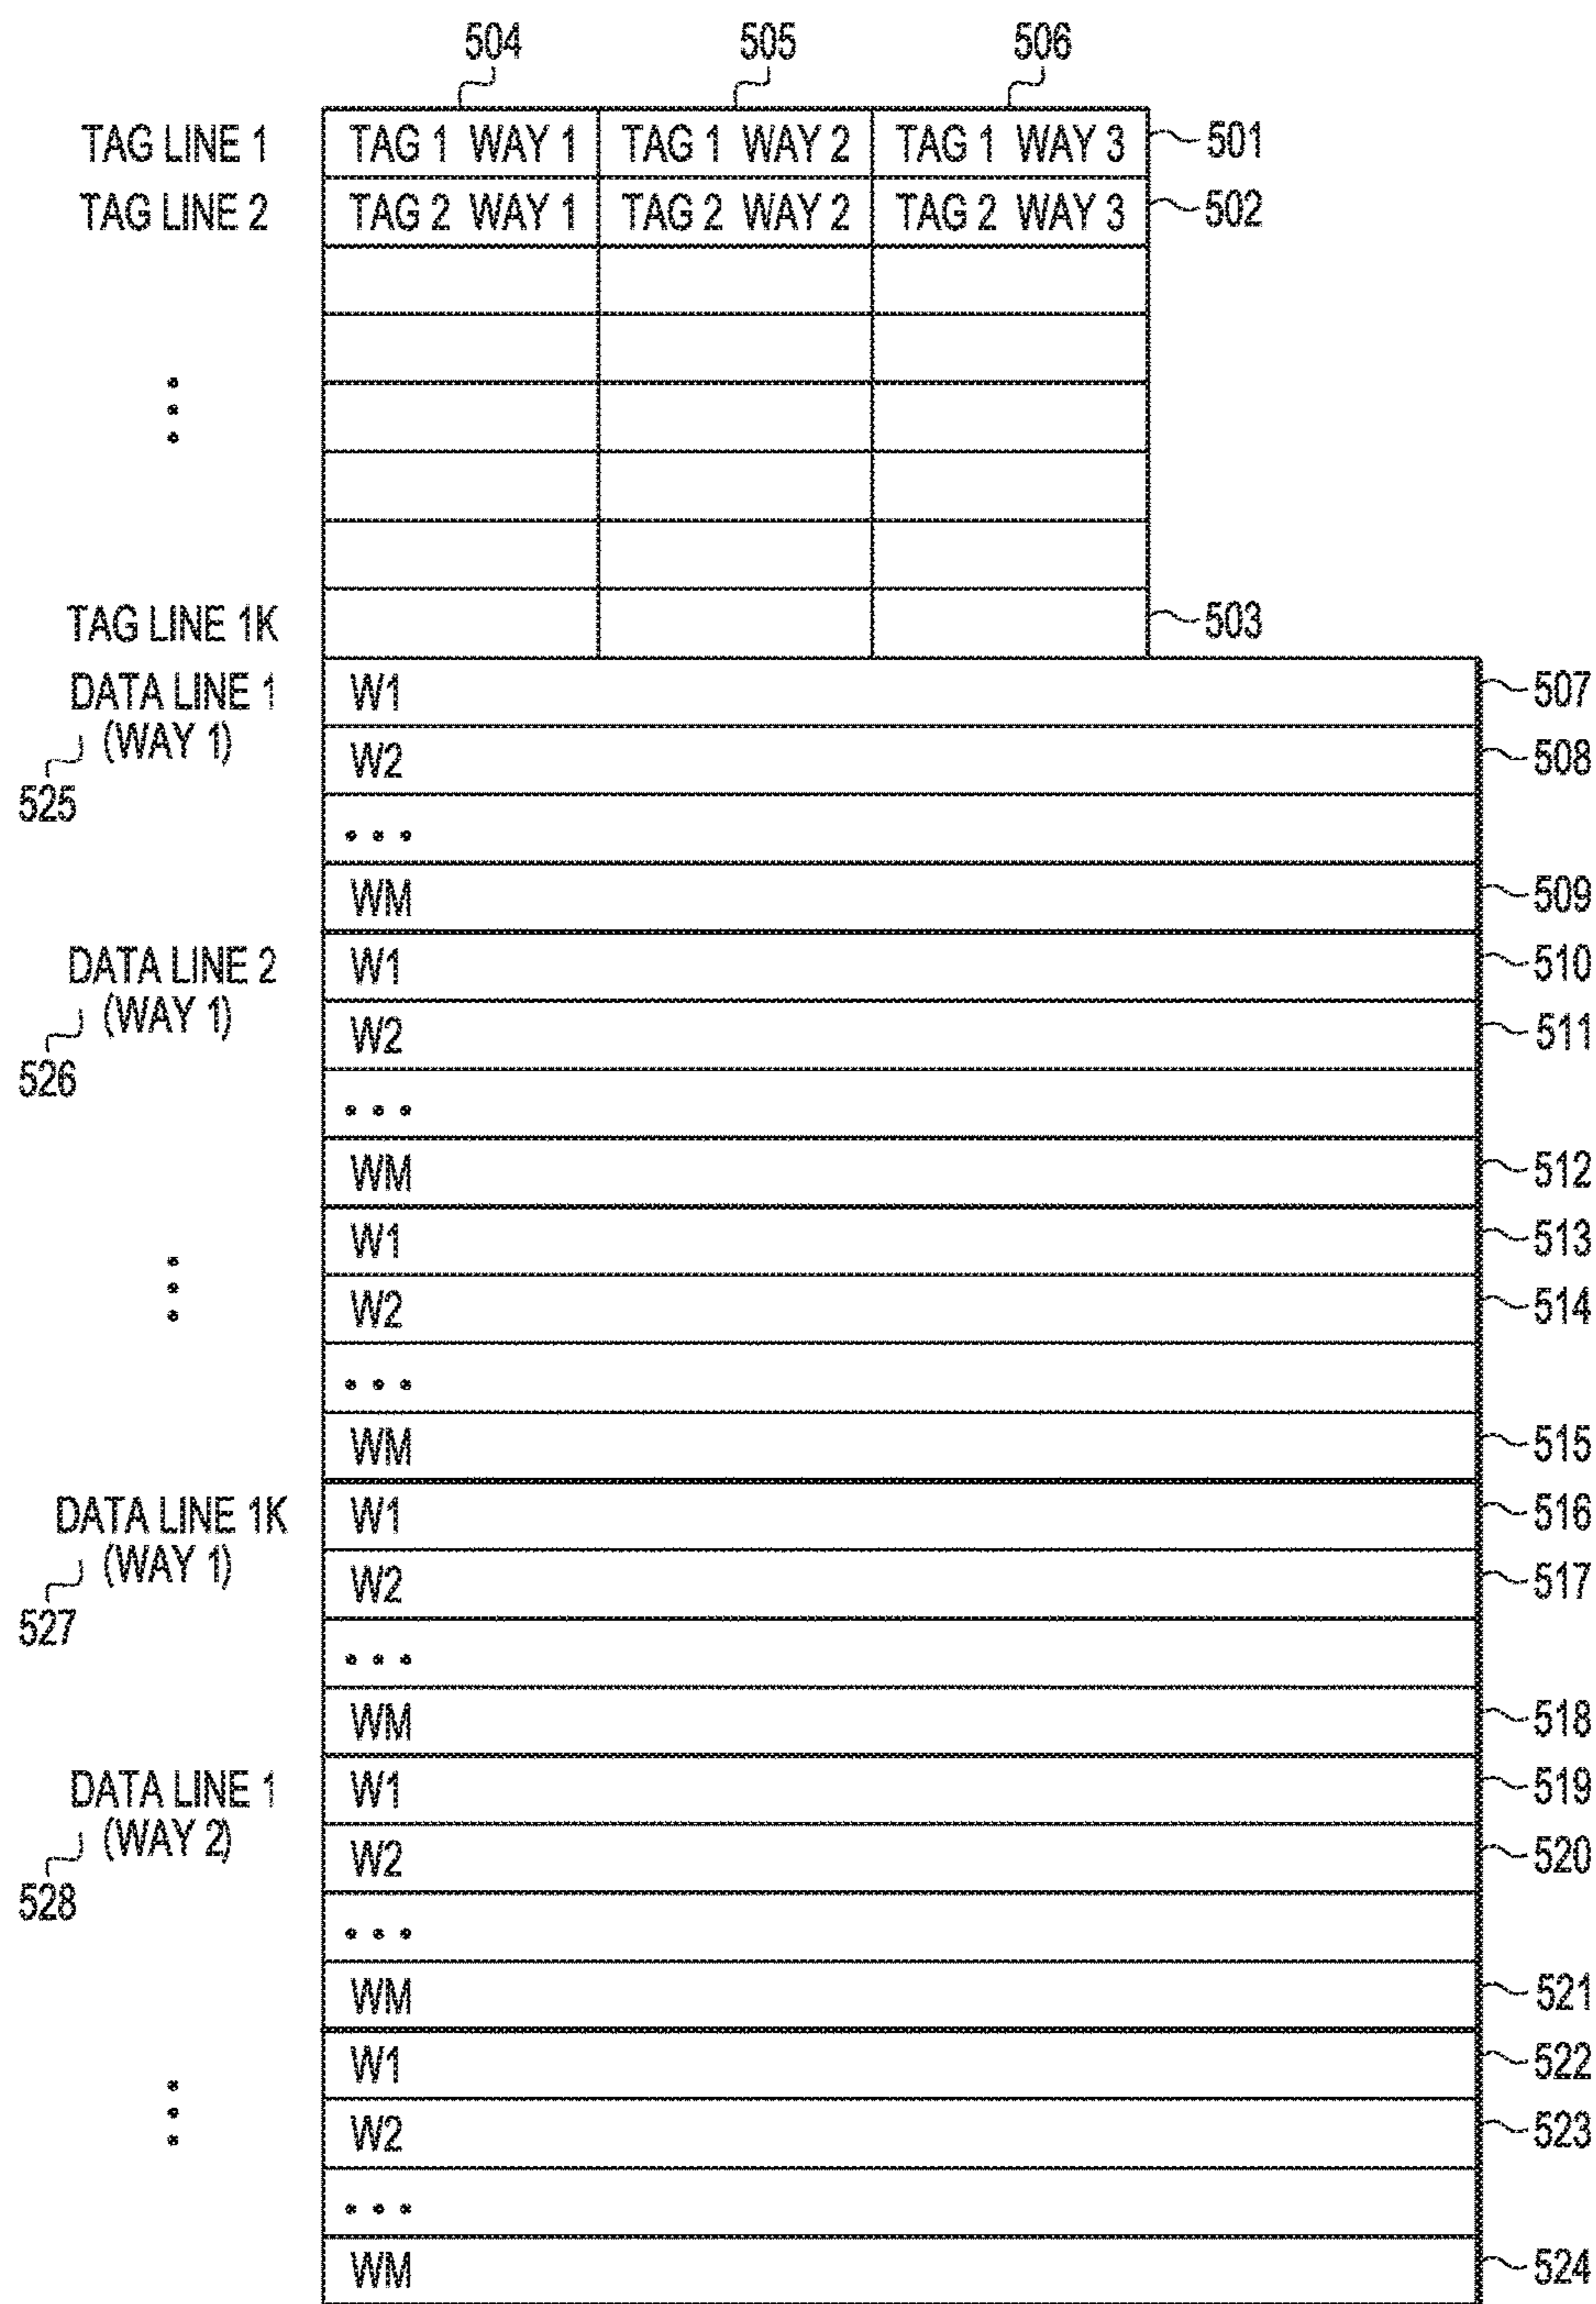 504 505 506
TAG LINE 1 TAG 1 WAY 1 TAG 1 WAY 2 TAG 1 WAY 3 501
TAG LINE 2 TAG 2 WAY 1 TAG 2 WAY 2 TAG 2 WAY 3 502
TAG LINE 1K 503
DATA LINE 1 W1 507
(WAY 1) W2 508
525
• • •
WM 509
DATA LINE 2 W1 510
(WAY 1) W2 511
526
• • •
WM 512
W1 513
W2 514
• • •
WM 515
DATA LINE 1K W1 516
(WAY 1) W2 517
527
• • •
WM 518
DATA LINE 1 W1 519
(WAY 2) W2 520
528
• • •
WM 521
W1 522
W2 523
• • •
WM 524